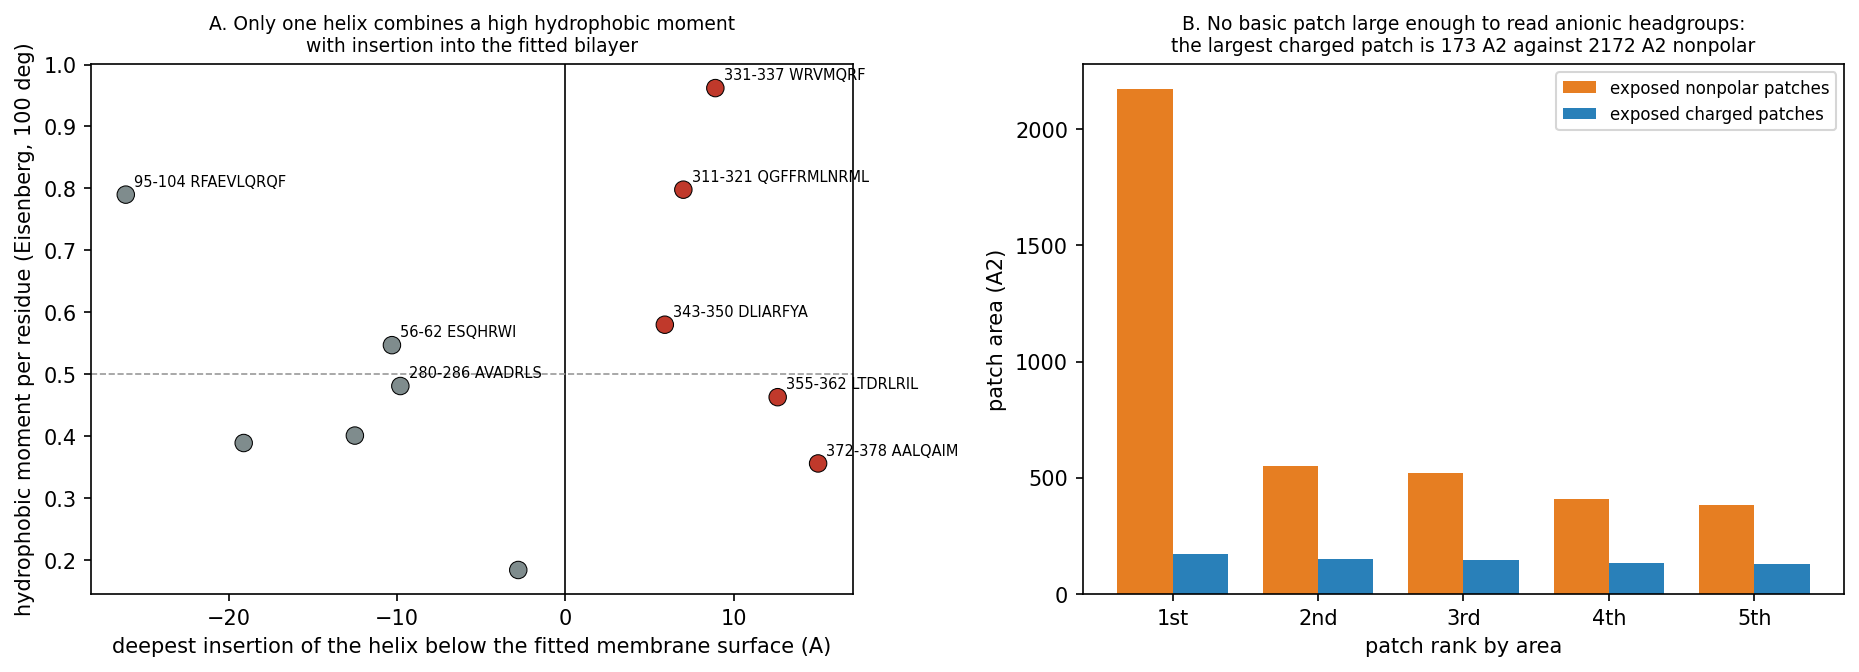 A. Only one helix combines a high hydrophobic moment
with insertion into the fitted bilayer
hydrophobic moment per residue (Eisenberg, 100 deg)
1.0
0.9
0.8
0.7
0.6
0.5
0.4
0.3
0.2
331-337 WRVMQRF
95-104 RFAEVLQRQF
311-321 QGFFRMLNRML
343-350 DLIARFYA
56-62 ESQHRWI
280-286 AVADRLS
355-362 LTDRLRIL
372-378 AALQAIM
−20
−10
0
10
deepest insertion of the helix below the fitted membrane surface (A)
B. No basic patch large enough to read anionic headgroups:
the largest charged patch is 173 A2 against 2172 A2 nonpolar
exposed nonpolar patches
exposed charged patches
patch area (A2)
2000
1500
1000
500
0
1st
2nd
3rd
4th
5th
patch rank by area